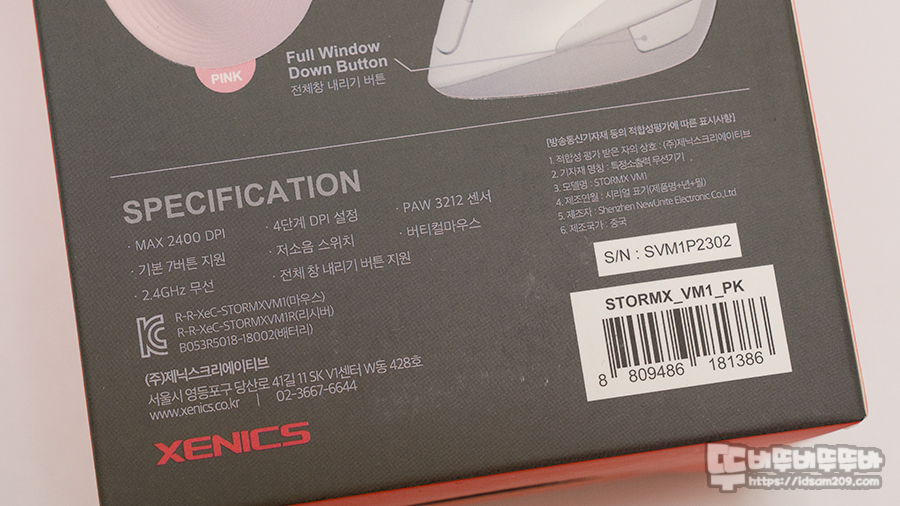 PINK
Full Window
Down Button
전체창 내리기 버튼
SPECIFICATION
· MAX 2400 DPI
· 4단계 DPI 설정
· PAW 3212 센서
· 기본 7버튼 지원
· 저소음 스위치
· 버티컬마우스
· 2.4GHz 무선
· 전체 창 내리기 버튼 지원
R-R-XeC-STORMXVM1(마우스)
R-R-XeC-STORMXVM1R(리시버)
B053R5018-18002(배터리)
(주)제닉스크리에이티브
서울시 영등포구 당산로 41길 11 SK V1센터 W동 428호
www.xenics.co.kr | 02-3667-6644
XENICS
[방송통신기자재 등의 적합성평가에 따른 표시사항]
1. 적합성 평가 받은 자의 상호 : (주)제닉스크리에이티브
2. 기자재 명칭 : 특정소출력 무선기기
3. 모델명 : STORMX VM1
4. 제조인월 : 시리얼 표기(제품명+년+월)
5. 제조자 : Shenzhen NewUnite Electronic Co,Ltd
6. 제조국가 : 중국
S/N : SVM1P2302
STORMX_VM1_PK
8 809486 181386
뚜바뚜바뚜뚜바
https://idsam209.com